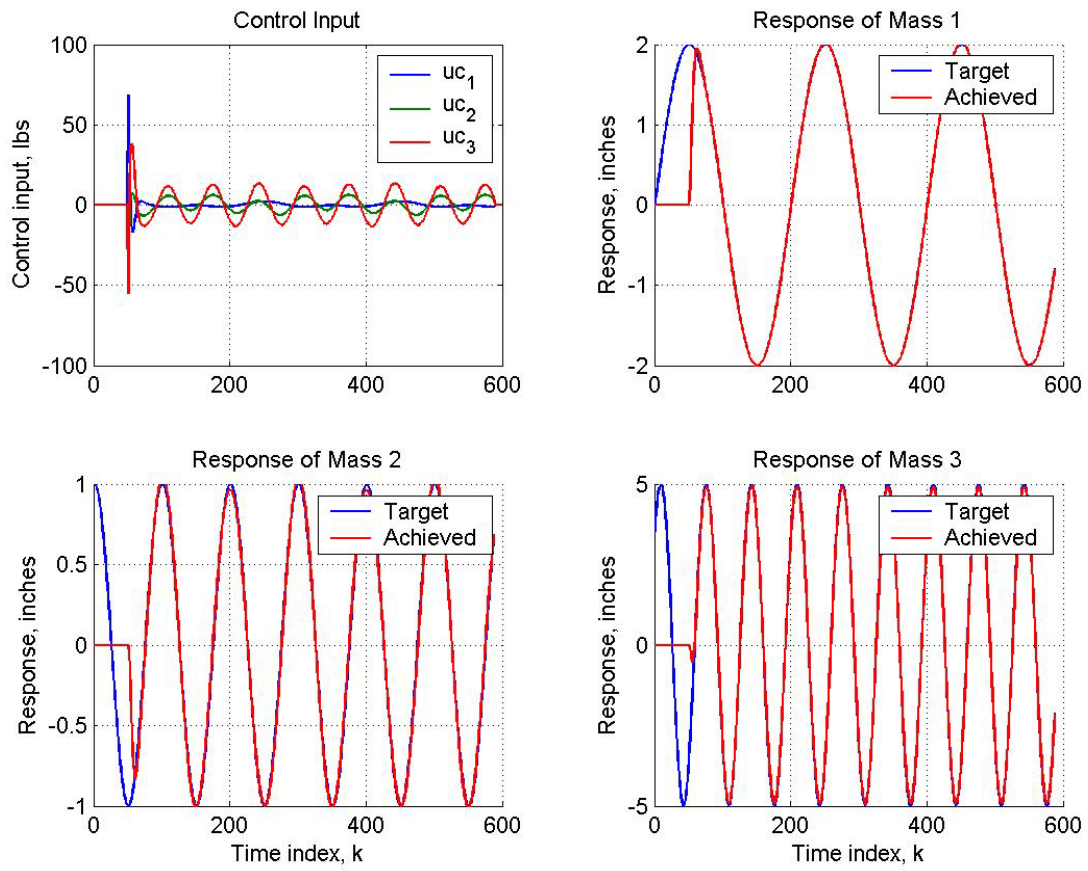 Control Input
Control input, lbs
100
50
0
-50
-100
0
200
400
600
uc1
uc2
uc3
Response of Mass 1
Response, inches
2
1
0
-1
-2
0
200
400
600
Target
Achieved
Response of Mass 2
Response, inches
1
0.5
0
-0.5
-1
0
200
400
600
Time index, k
Target
Achieved
Response of Mass 3
Response, inches
5
0
-5
0
200
400
600
Time index, k
Target
Achieved